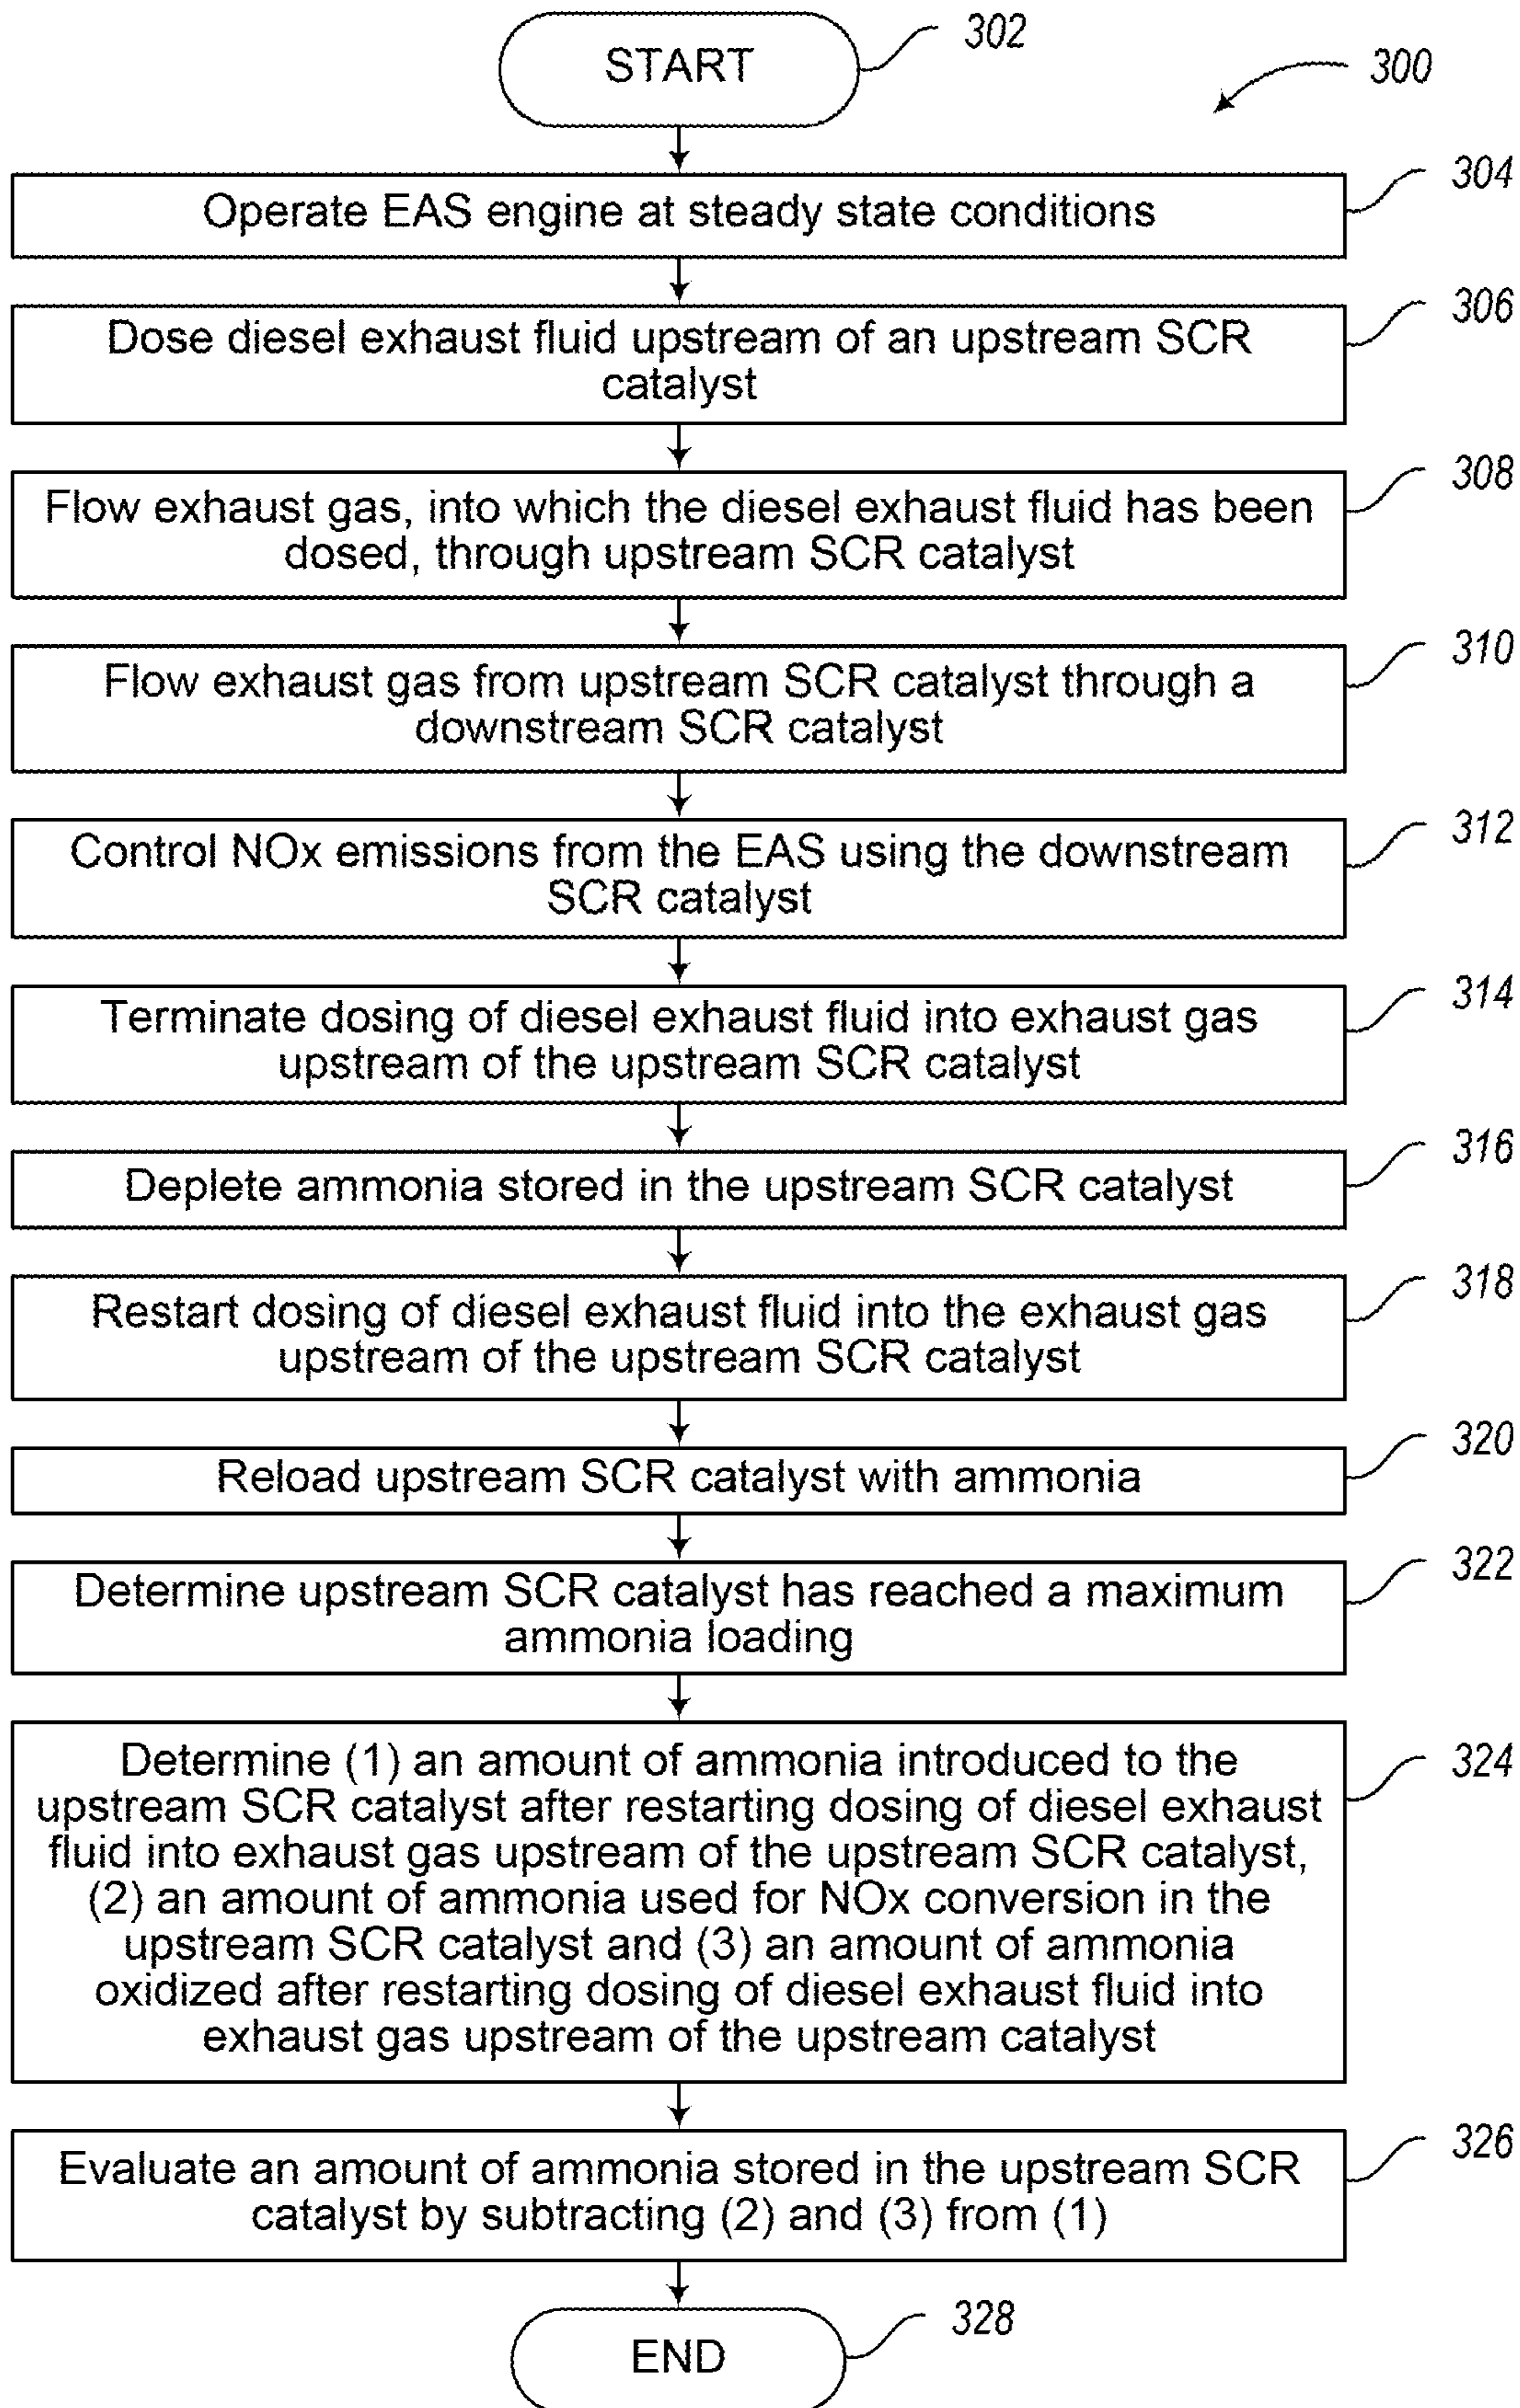 START
302
300
304
Operate EAS engine at steady state conditions
306
Dose diesel exhaust fluid upstream of an upstream SCR
catalyst
308
Flow exhaust gas, into which the diesel exhaust fluid has been
dosed, through upstream SCR catalyst
310
Flow exhaust gas from upstream SCR catalyst through a
downstream SCR catalyst
312
Control NOx emissions from the EAS using the downstream
SCR catalyst
314
Terminate dosing of diesel exhaust fluid into exhaust gas
upstream of the upstream SCR catalyst
316
Deplete ammonia stored in the upstream SCR catalyst
318
Restart dosing of diesel exhaust fluid into the exhaust gas
upstream of the upstream SCR catalyst
320
Reload upstream SCR catalyst with ammonia
322
Determine upstream SCR catalyst has reached a maximum
ammonia loading
324
Determine (1) an amount of ammonia introduced to the
upstream SCR catalyst after restarting dosing of diesel exhaust
fluid into exhaust gas upstream of the upstream SCR catalyst,
(2) an amount of ammonia used for NOx conversion in the
upstream SCR catalyst and (3) an amount of ammonia
oxidized after restarting dosing of diesel exhaust fluid into
exhaust gas upstream of the upstream catalyst
326
Evaluate an amount of ammonia stored in the upstream SCR
catalyst by subtracting (2) and (3) from (1)
328
END